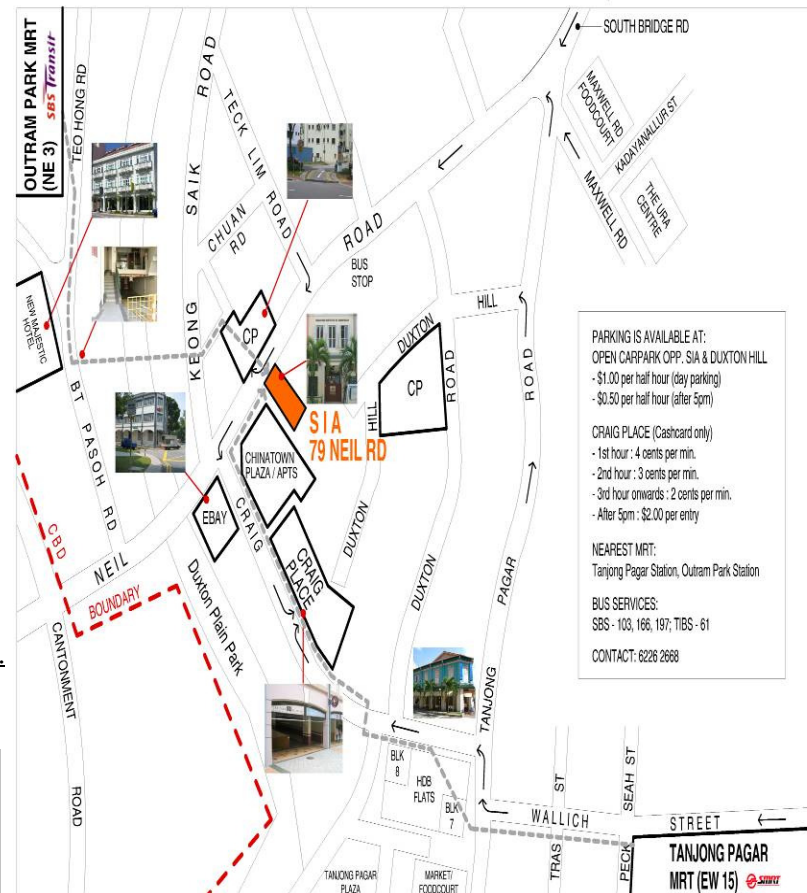 OUTRAM PARK MRT
(NE 3)
SBS Transit
TEO HONG RD
SAIK
ROAD
TECK LIM ROAD
CHUAN
RD
ROAD
SOUTH BRIDGE RD
MAXWELL RD
FOODCOURT
KADAYANALLUR ST
THE URA
CENTRE
MAXWELL RD
BUS
STOP
NEW MAJESTIC
HOTEL
KEONG
CP
DUXTON
HILL
ROAD
ROAD
HILL
CP
BT PASOH RD
SIA
79 NEIL RD
CHINATOWN
PLAZA / APTS
EBAY
CRAIG
CRAIG
PLACE
DUXTON
DUXTON
PAGAR
TANJONG
CBD
BOUNDARY
NEIL
Duxton Plain Park
CANTONMENT
ROAD
PARKING IS AVAILABLE AT:
OPEN CARPARK OPP. SIA & DUXTON HILL
- $1.00 per half hour (day parking)
- $0.50 per half hour (after 5pm)
CRAIG PLACE (Cashcard only)
- 1st hour : 4 cents per min.
- 2nd hour : 3 cents per min.
- 3rd hour onwards : 2 cents per min.
- After 5pm : $2.00 per entry
NEAREST MRT:
Tanjong Pagar Station, Outram Park Station
BUS SERVICES:
SBS - 103, 166, 197; TIBS - 61
CONTACT: 6226 2668
BLK
8
HDB
FLATS
BLK
7
TRAS ST
PECK SEAH ST
WALLICH
STREET
TANJONG PAGAR
PLAZA
MARKET/
FOODCOURT
TANJONG PAGAR
MRT (EW 15)
SMRT